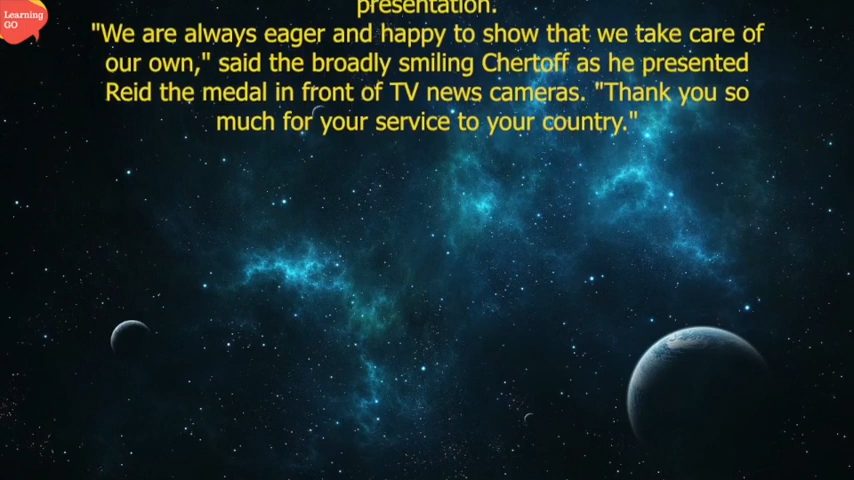 Learning
GO
presentation.
"We are always eager and happy to show that we take care of
our own," said the broadly smiling Chertoff as he presented
Reid the medal in front of TV news cameras. "Thank you so
much for your service to your country."